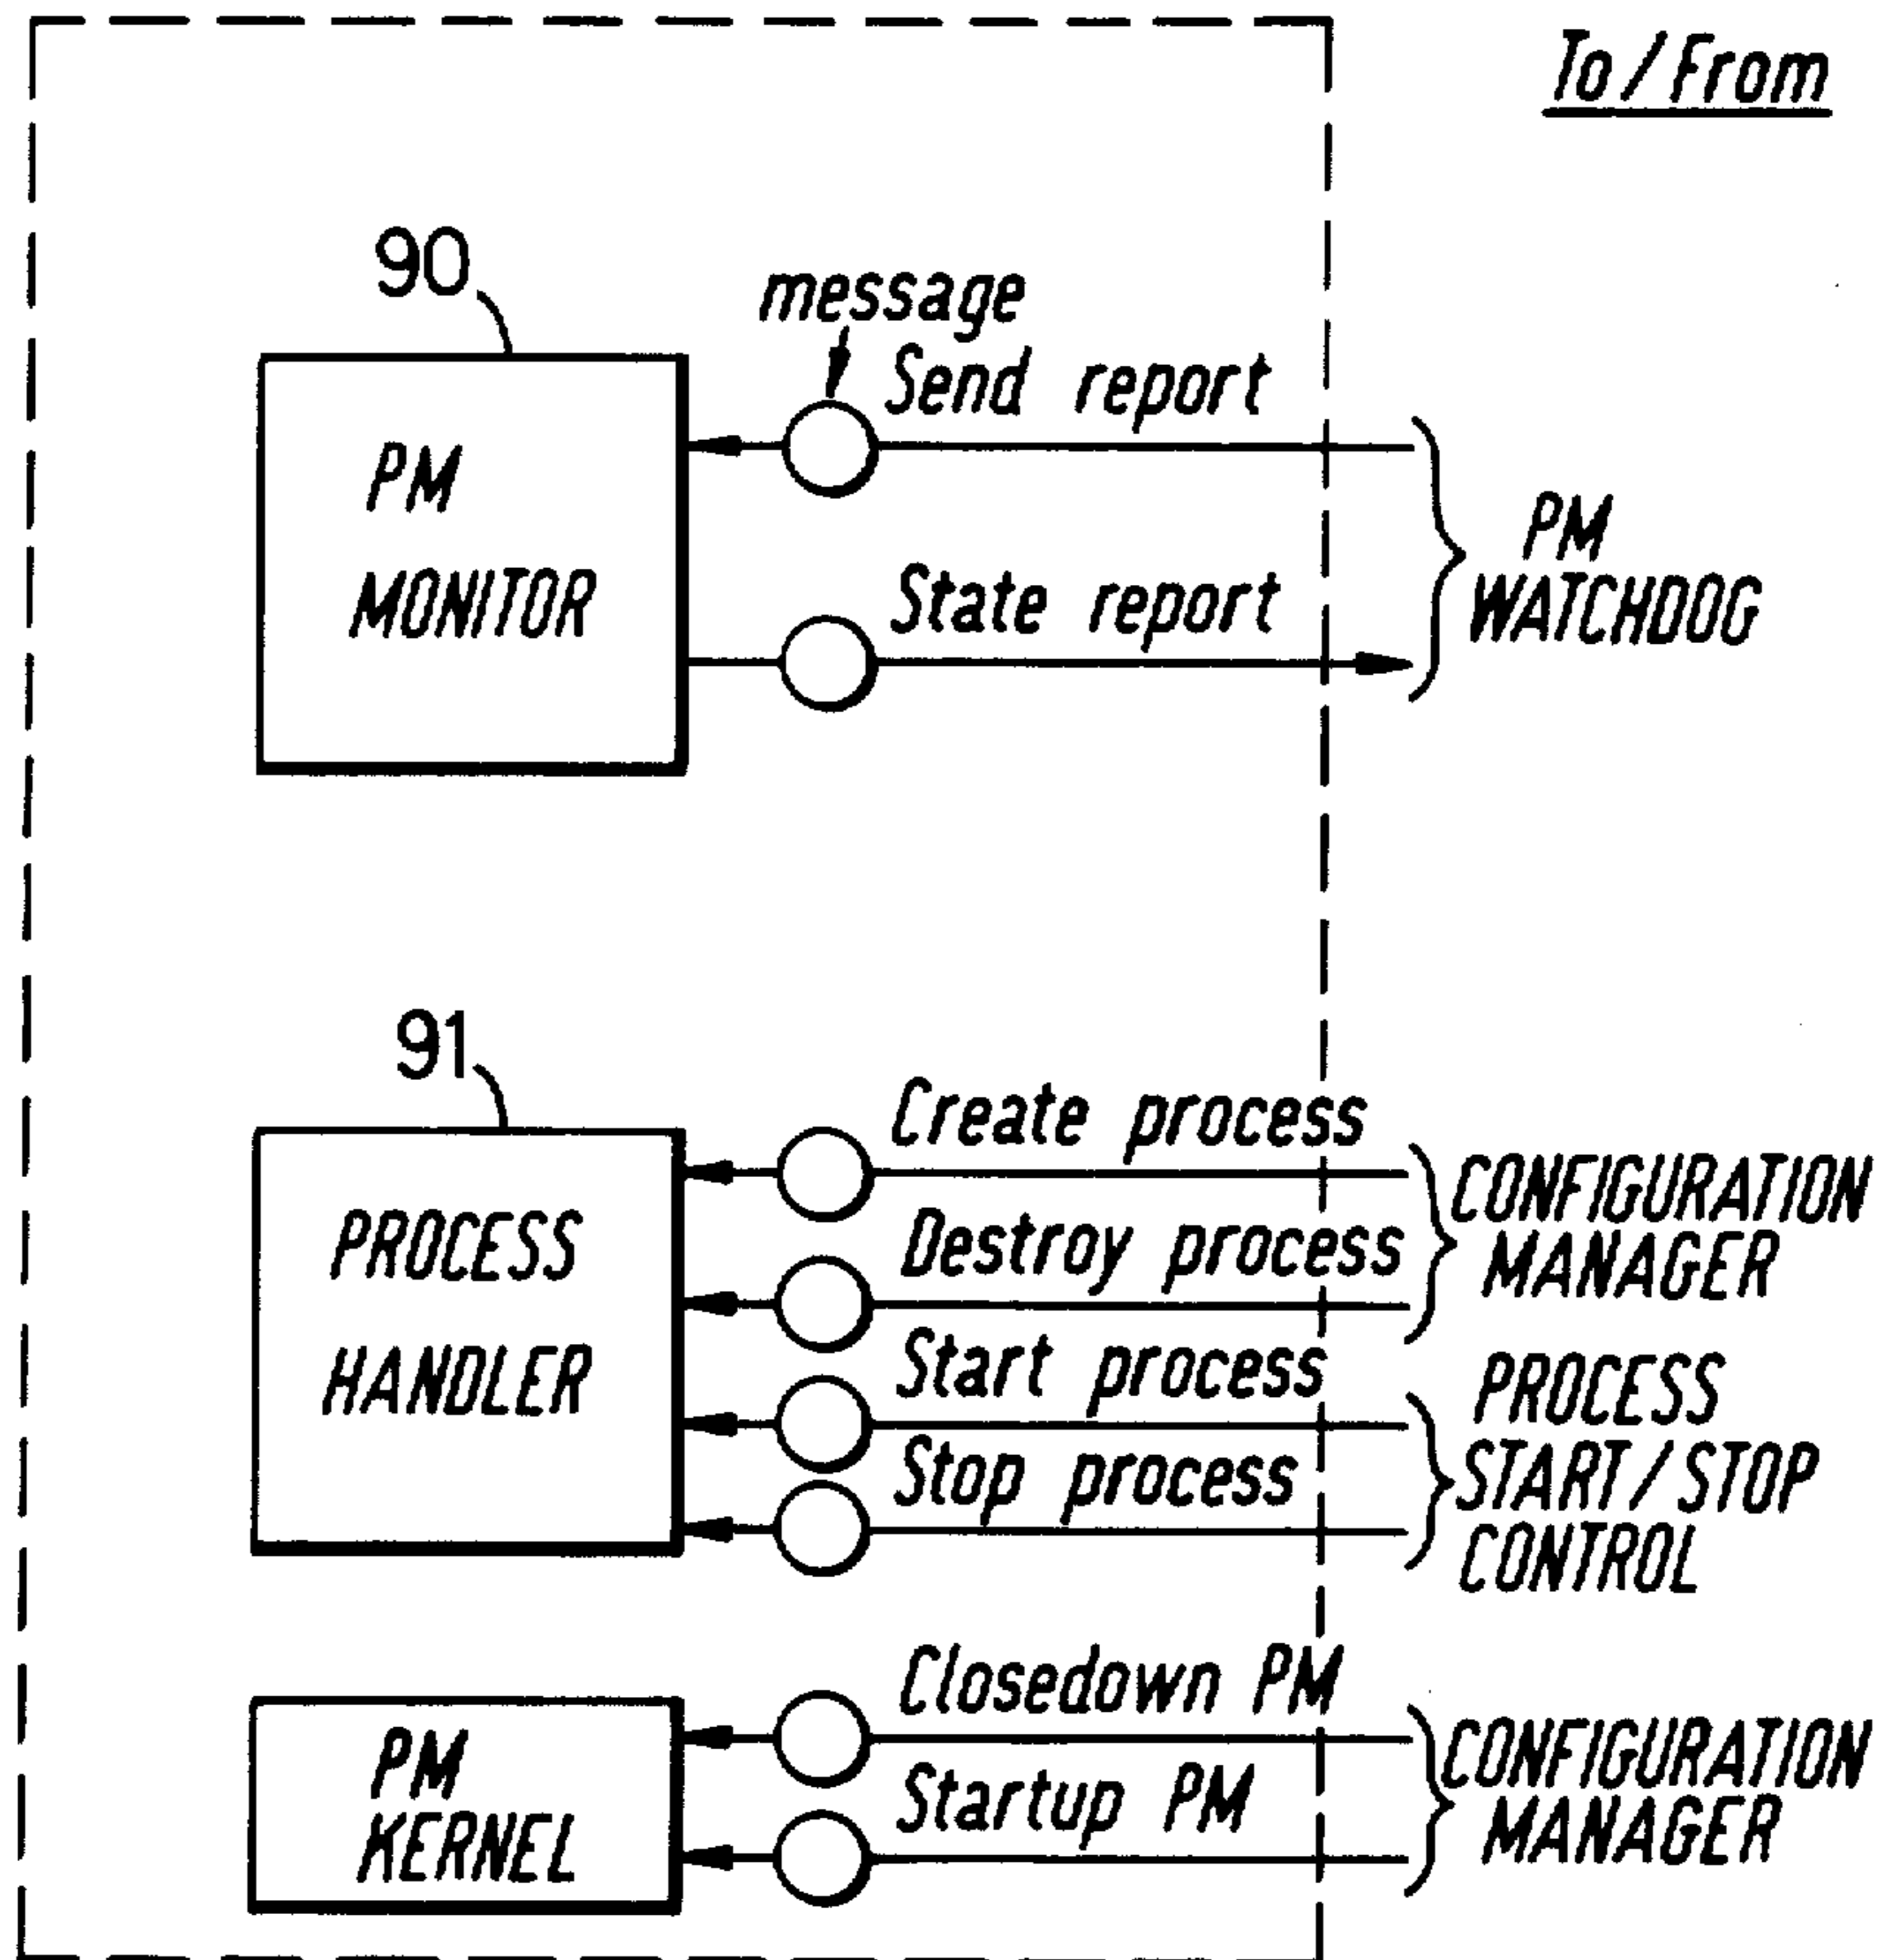 To / From
90
message
Send report
PM
MONITOR
State report
PM
WATCHDOG
91
Create process
PROCESS
HANDLER
Destroy process
CONFIGURATION
MANAGER
Start process
Stop process
PROCESS
START / STOP
CONTROL
PM
KERNEL
Closedown PM
Startup PM
CONFIGURATION
MANAGER